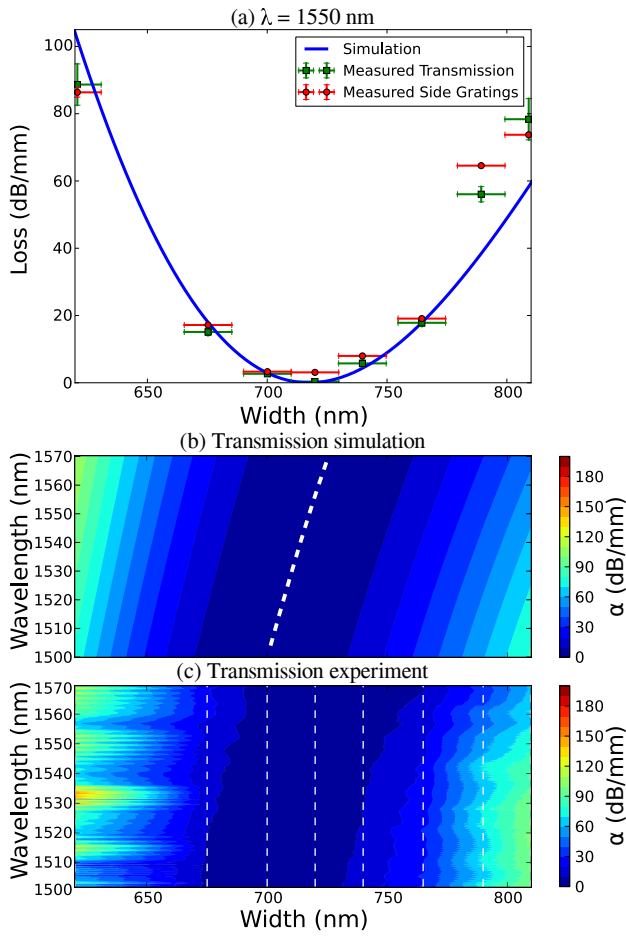 (a) λ = 1550 nm
Simulation
Measured Transmission
Measured Side Gratings
Loss (dB/mm)
100
80
60
40
20
0
650 700 750 800
Width (nm)
(b) Transmission simulation
Wavelength (nm)
1570
1560
1550
1540
1530
1520
1510
1500
α (dB/mm)
180
150
120
90
60
30
0
(c) Transmission experiment
Wavelength (nm)
1570
1560
1550
1540
1530
1520
1510
1500
650 700 750 800
Width (nm)
α (dB/mm)
180
150
120
90
60
30
0